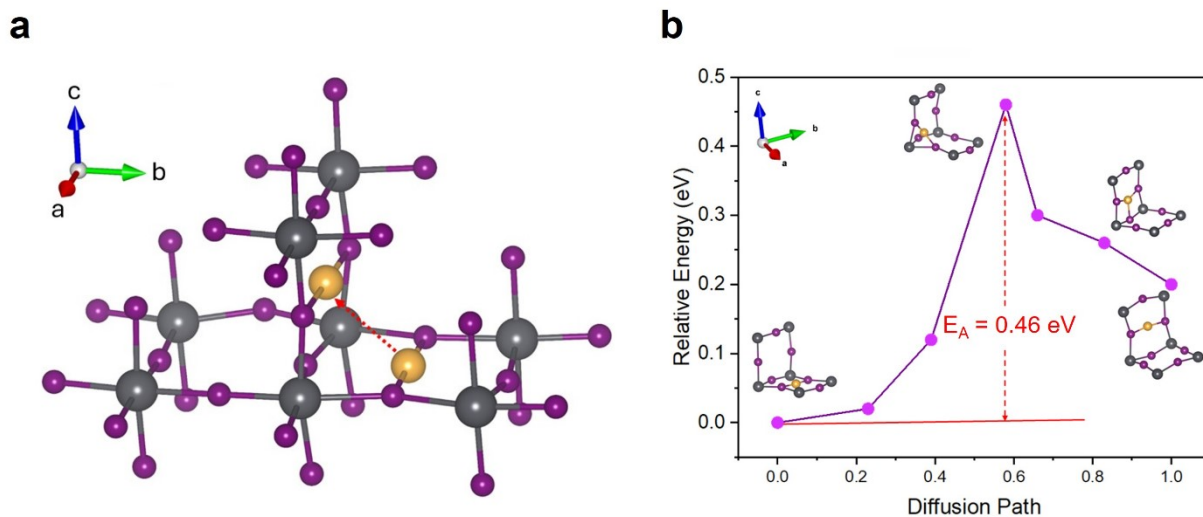 a
c
b
a
b
c
b
a
Relative Energy (eV)
0.5
0.4
0.3
0.2
0.1
0.0
E_A = 0.46 eV
0.0 0.2 0.4 0.6 0.8 1.0
Diffusion Path